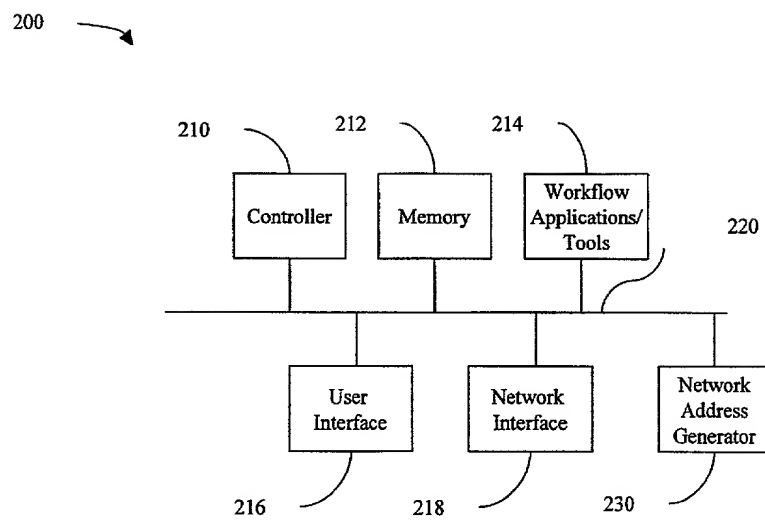 200
210
212
214
Controller
Memory
Workflow
Applications/
Tools
220
User
Interface
Network
Interface
Network
Address
Generator
216
218
230